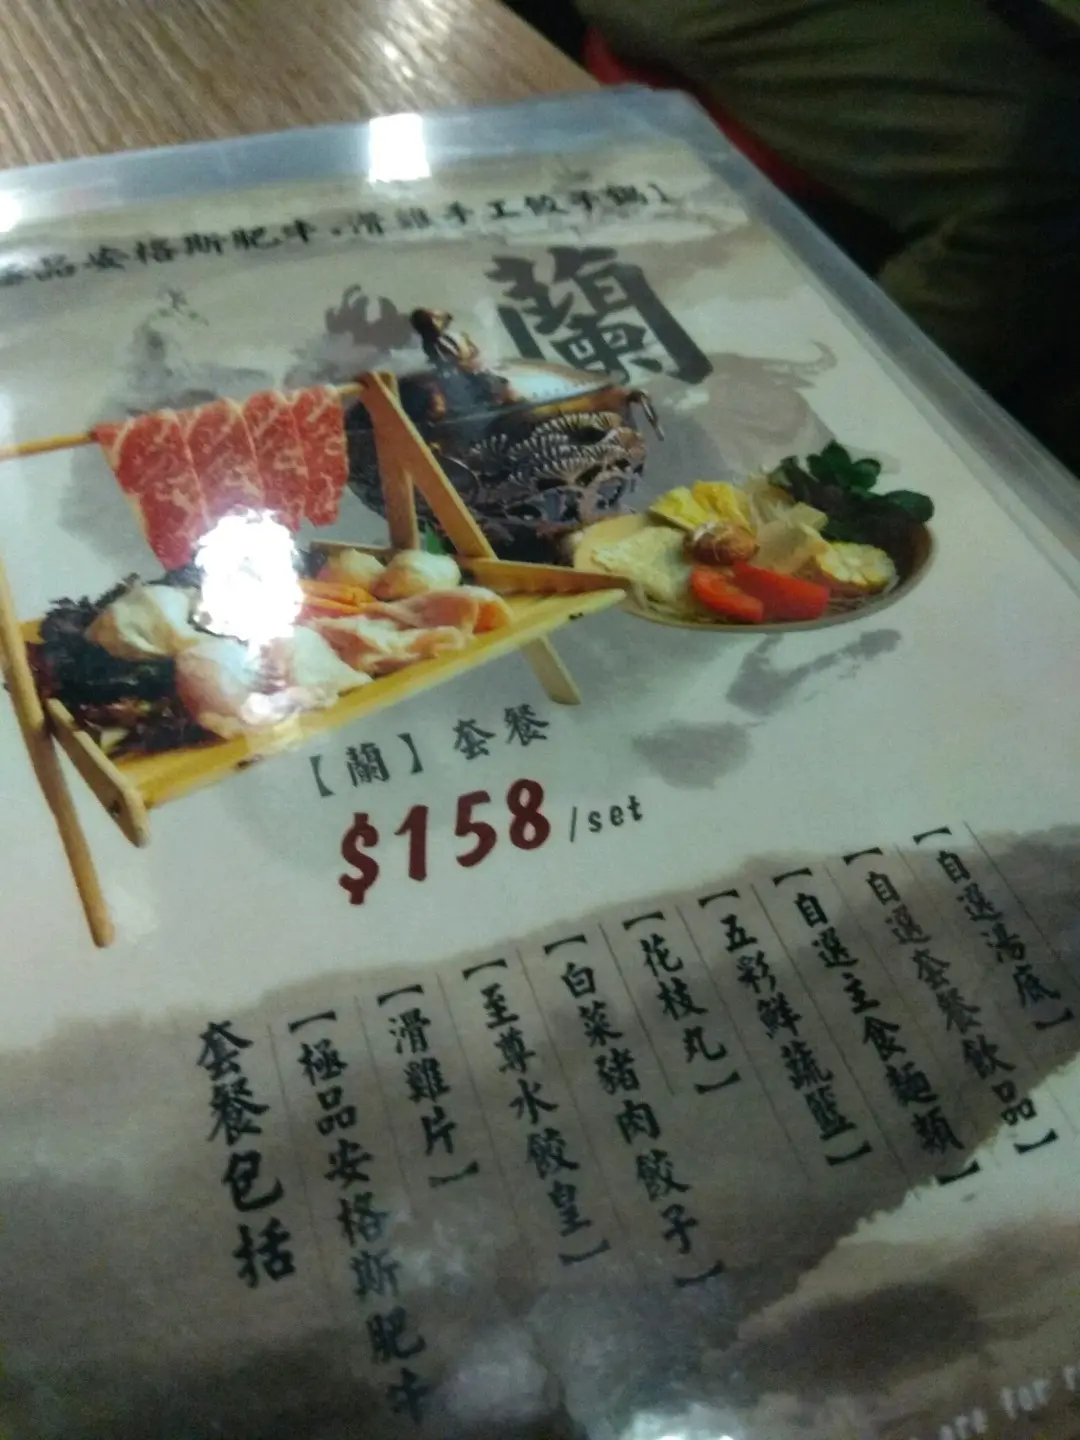 品安格斯肥牛．滑雞手工餃子鍋】
蘭
【蘭】套餐
$158/set
【自選湯底】
【自選套餐飲品】
【自選主食麵類】
【五彩鮮蔬籃】
【花枝丸】
【白菜豬肉餃子】
【至尊水餃皇】
【滑雞片】
【極品安格斯肥牛
套餐包括
are for